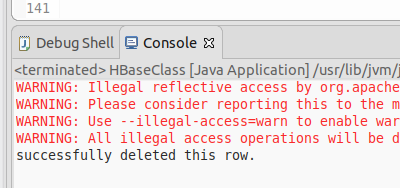 141
Debug Shell Console
<terminated> HBaseClass [Java Application] /usr/lib/jvm/j
WARNING: Illegal reflective access by org.apache
WARNING: Please consider reporting this to the m
WARNING: Use --illegal-access=warn to enable war
WARNING: All illegal access operations will be d
successfully deleted this row.